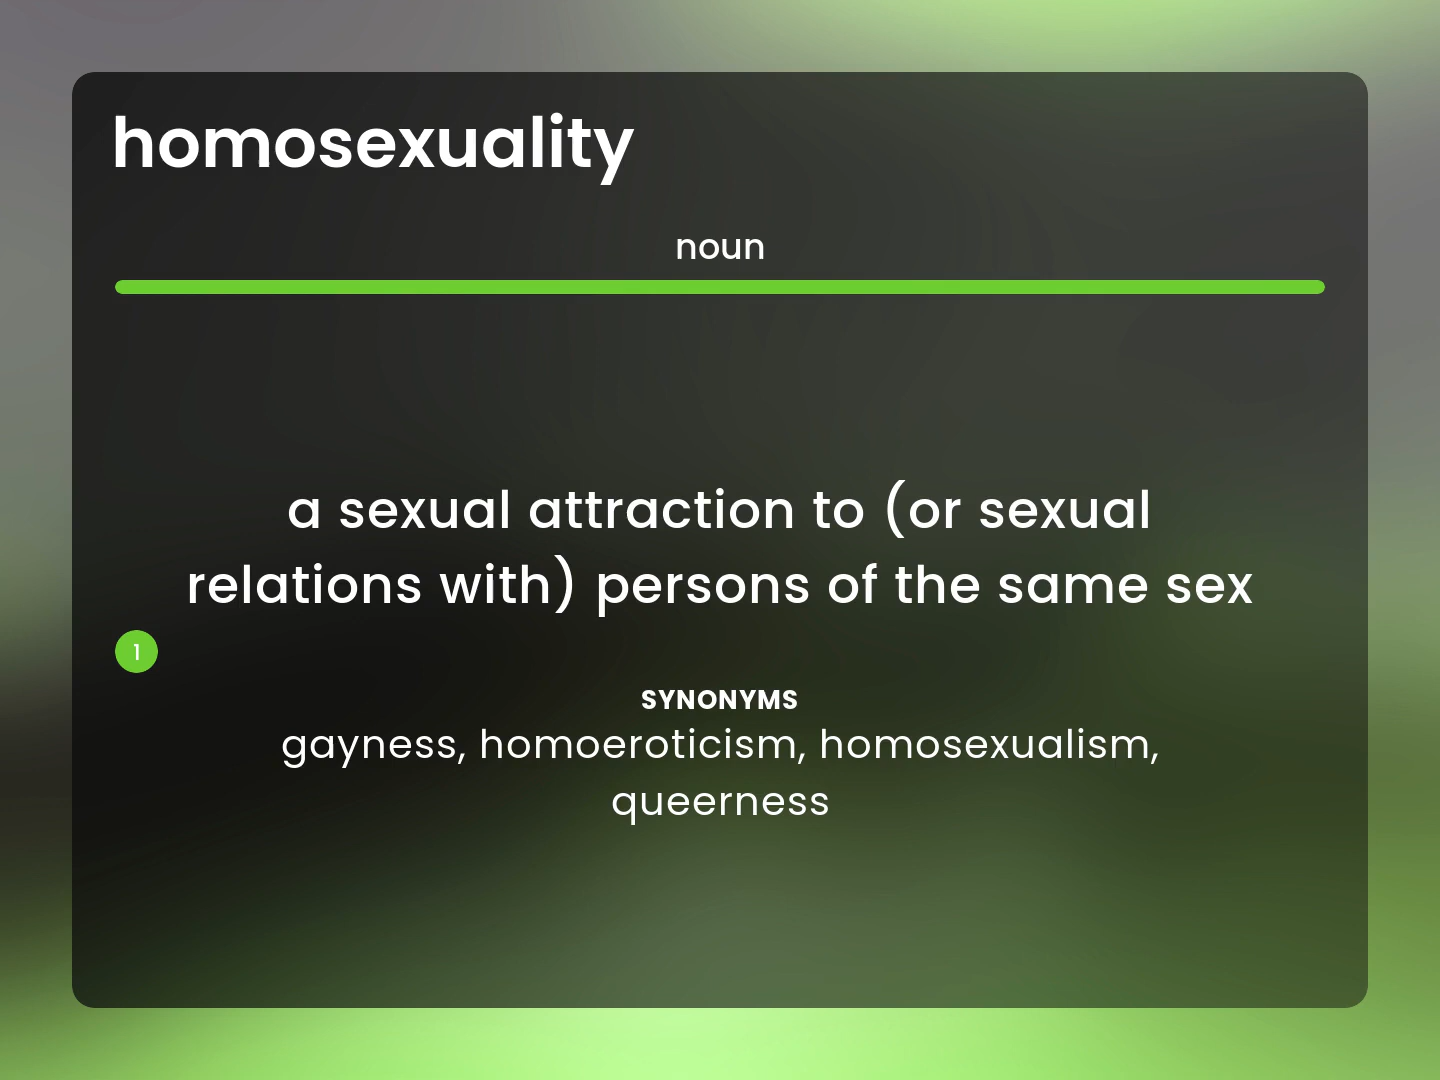 homosexuality
noun
a sexual attraction to (or sexual
relations with) persons of the same sex
1
SYNONYMS
gayness, homoeroticism, homosexualism,
queerness